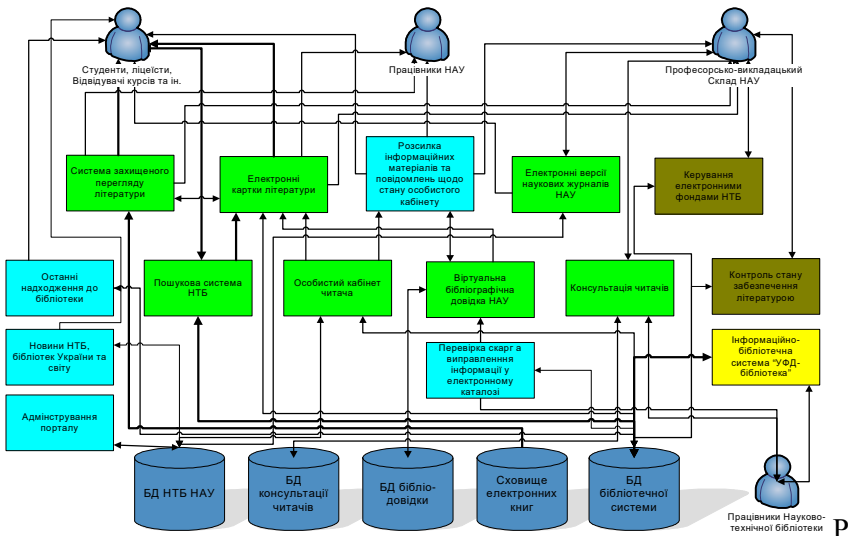 Студенти, ліцеїсти,
Відвідувачі курсів та ін.
Працівники НАУ
Професорсько-викладацький
Склад НАУ
Система захищеного
перегляду
літератури
Електронні
картки літератури
Розсилка
інформаційних
матеріалів та
повідомлень щодо
стану особистого
кабінету
Електронні версії
наукових журналів
НАУ
Керування
електронними
фондами НТБ
Останні
надходження до
бібліотеки
Пошукова система
НТБ
Особистий кабінет
читача
Віртуальна
бібліографічна
довідка НАУ
Консультація читачів
Контроль стану
забезпечення
літературою
Новини НТБ,
бібліотек України та
світу
Перевірка скарг а
виправленння
інформації у
електронному
каталозі
Інформаційно-
бібліотечна
система “УФД-
бібліотека”
Адмінстрування
порталу
БД НТБ НАУ
БД
консультації
читачів
БД бібліо-
довідки
Сховище
електронних
книг
БД
бібліотечної
системи
Працівники Науково-
технічної бібліотеки
Р